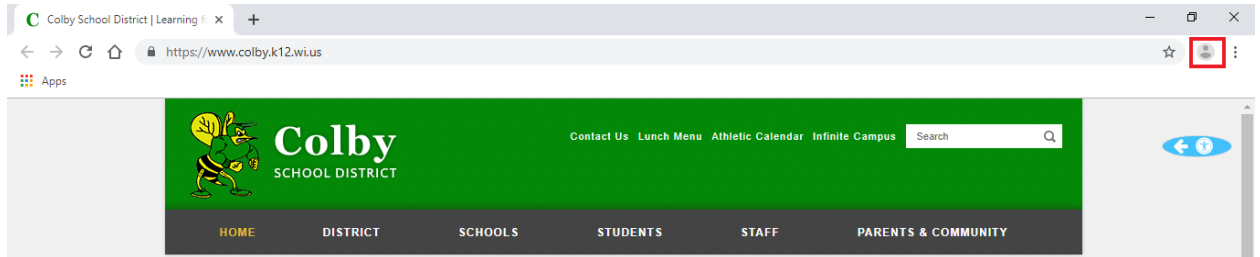 C Colby School District | Learning f
https://www.colby.k12.wi.us
Apps
Contact Us Lunch Menu Athletic Calendar Infinite Campus Search
Colby
SCHOOL DISTRICT
HOME DISTRICT SCHOOLS STUDENTS STAFF PARENTS & COMMUNITY